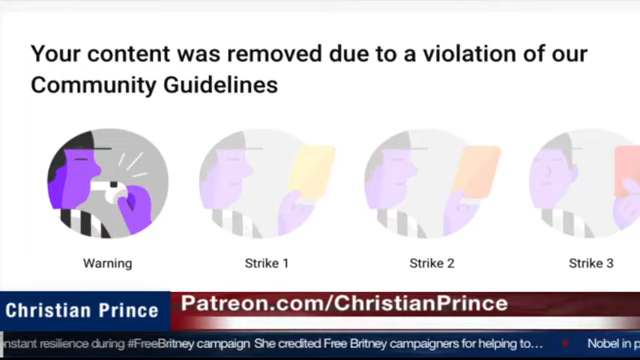 Your content was removed due to a violation of our
Community Guidelines
Warning
Strike 1
Strike 2
Strike 3
Christian Prince
Patreon.com/ChristianPrince
onstant resilience during #FreeBritney campaign She credited Free Britney campaigners for helping to… Nobel in p